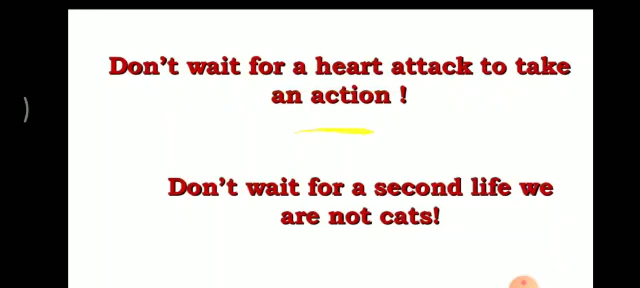 Don't wait for a heart attack to take
an action !
Don't wait for a second life we
are not cats!